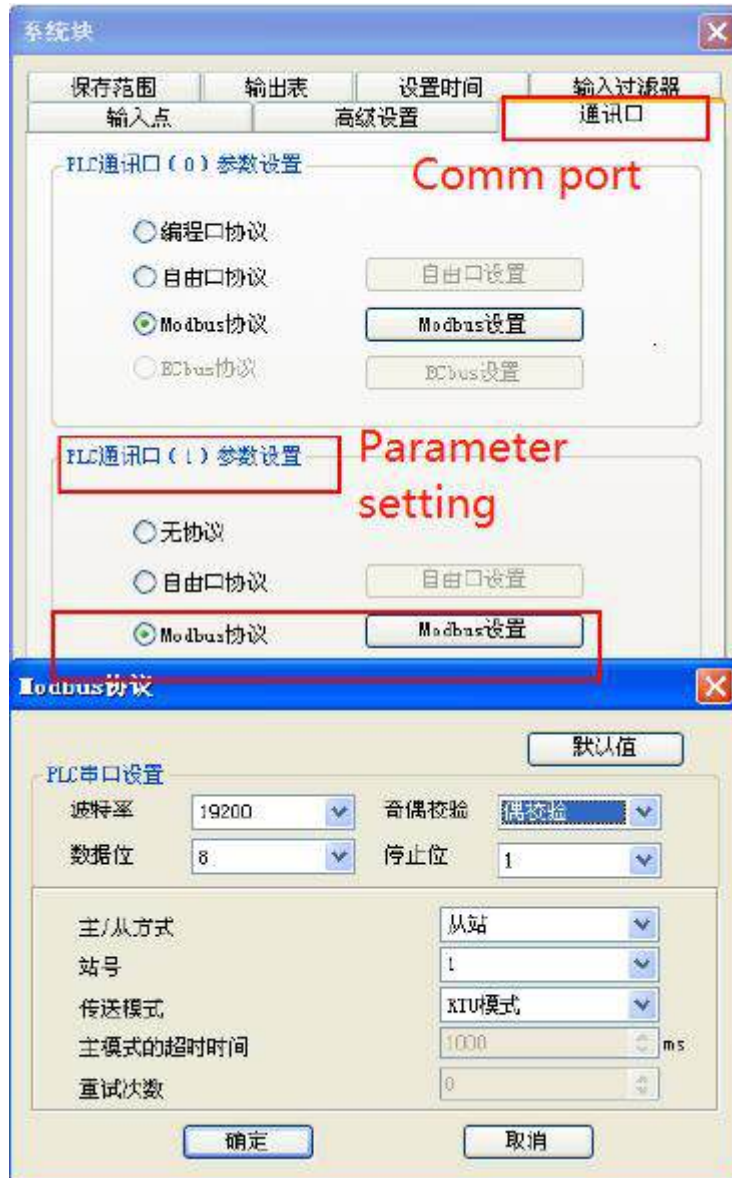 系统块
保存范围 输出表 设置时间 输入过滤器
输入点 高级设置 通讯口
PLC通讯口(0)参数设置
Comm port
编程口协议
自由口协议 自由口设置
Modbus协议 Modbus设置
ECbus协议 ECbus设置
PLC通讯口(1)参数设置
Parameter
setting
无协议
自由口协议 自由口设置
Modbus协议 Modbus设置
Modbus协议
默认值
PLC串口设置
波特率 19200 奇偶校验 偶校验
数据位 8 停止位 1
主/从方式 从站
站号 1
传送模式 RTU模式
主模式的超时时间 1000 ms
重试次数 0
确定 取消